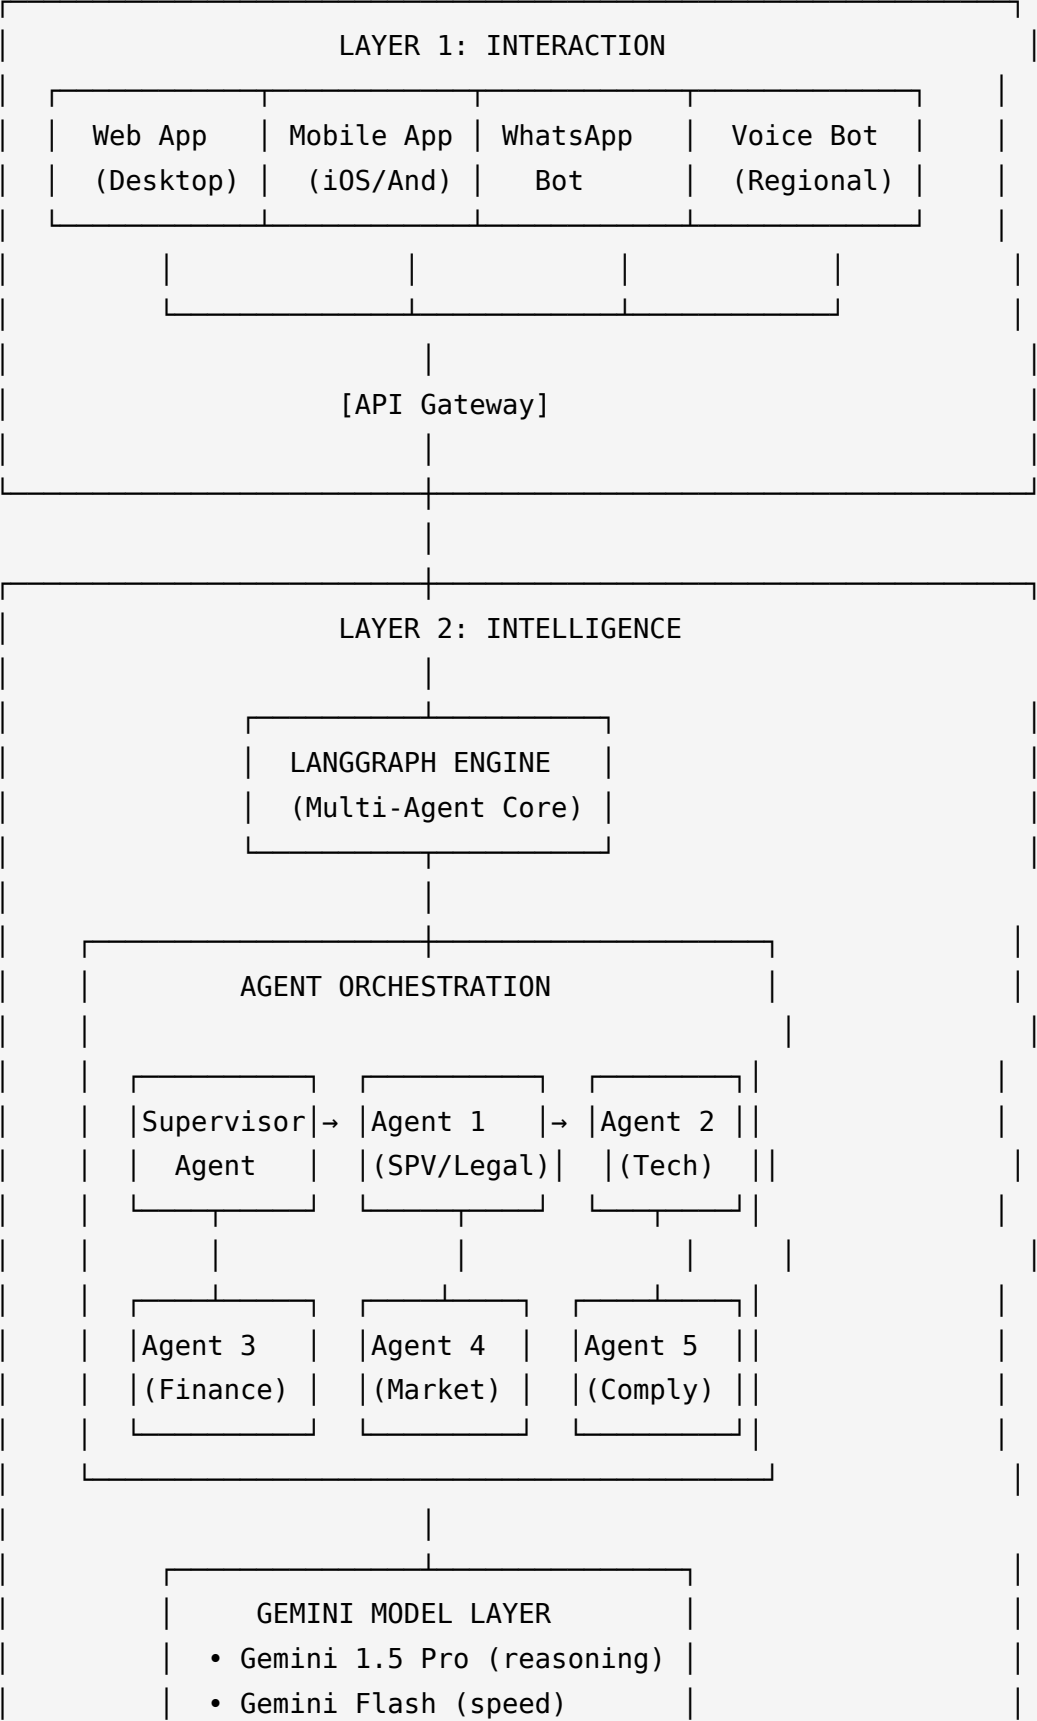 LAYER 1: INTERACTION
Web App Mobile App WhatsApp Voice Bot
(Desktop) (iOS/And) Bot (Regional)
[API Gateway]
LAYER 2: INTELLIGENCE
LANGGRAPH ENGINE
(Multi-Agent Core)
AGENT ORCHESTRATION
Supervisor→ Agent 1 → Agent 2
Agent (SPV/Legal) (Tech)
Agent 3 Agent 4 Agent 5
(Finance) (Market) (Comply)
GEMINI MODEL LAYER
• Gemini 1.5 Pro (reasoning)
• Gemini Flash (speed)